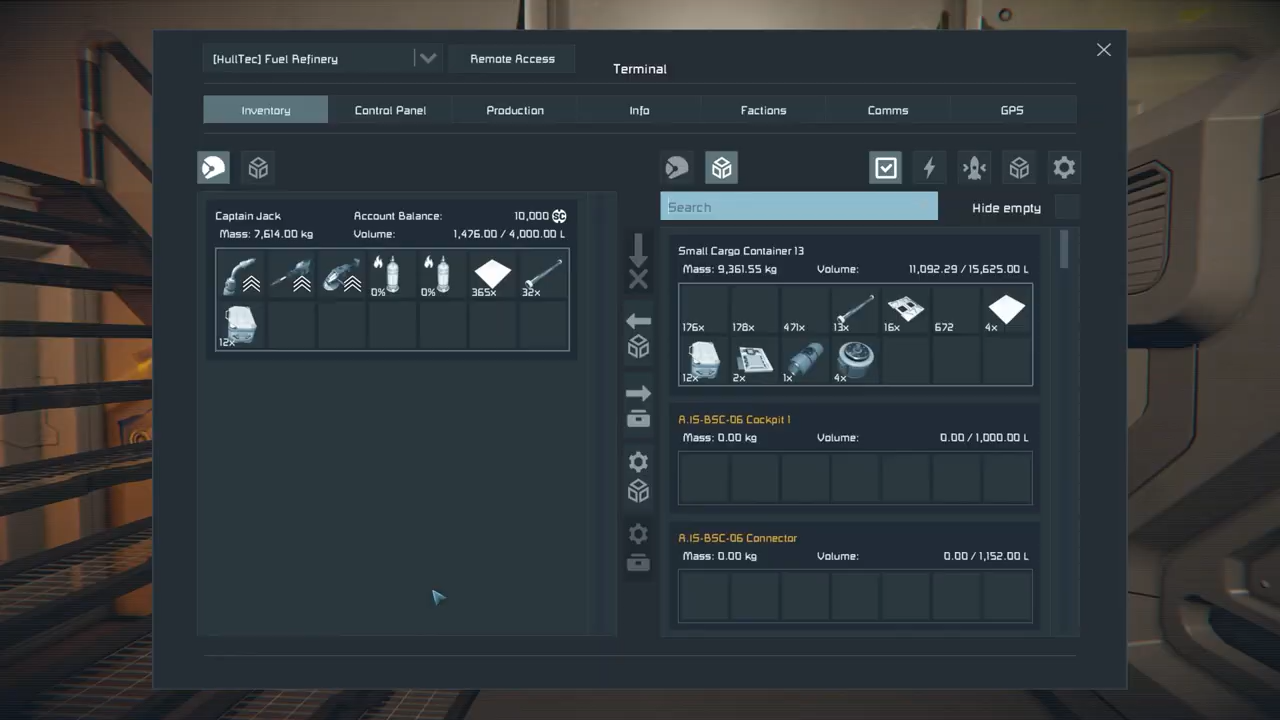 [HullTec] Fuel Refinery
Remote Access
Terminal
Inventory
Control Panel
Production
Info
Factions
Comms
GPS
Search
Hide empty
Captain Jack
Account Balance:
10,000 SC
Mass: 7,614.00 kg
Volume:
1,476.00 / 4,000.00 L
0%
0%
365x
32x
12x
Small Cargo Container 13
Mass: 9,361.55 kg
Volume:
11,092.29 / 15,625.00 L
176x
178x
471x
13x
16x
672
4x
12x
2x
1x
4x
A.IS-BSC-06 Cockpit 1
Mass: 0.00 kg
Volume:
0.00 / 1,000.00 L
A.IS-BSC-06 Connector
Mass: 0.00 kg
Volume:
0.00 / 1,152.00 L